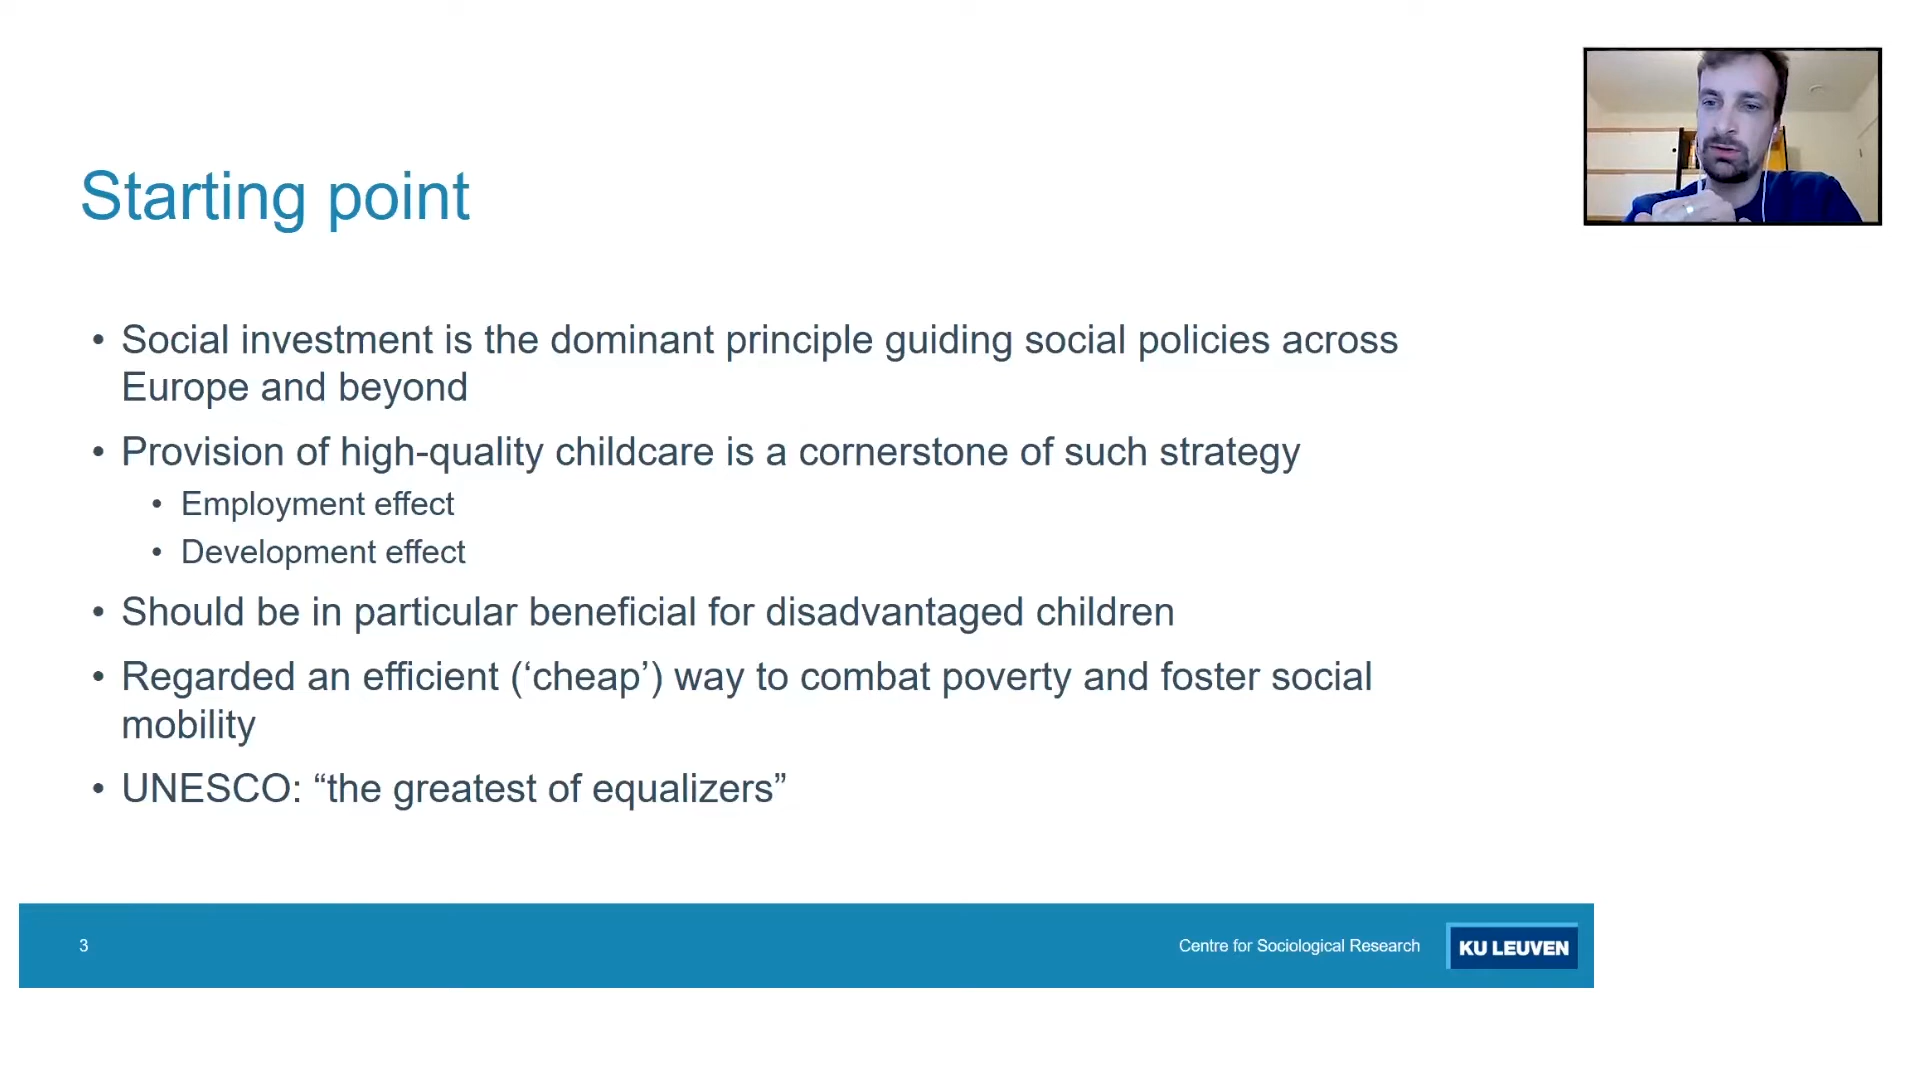 Starting point
• Social investment is the dominant principle guiding social policies across
Europe and beyond
• Provision of high-quality childcare is a cornerstone of such strategy
• Employment effect
• Development effect
• Should be in particular beneficial for disadvantaged children
• Regarded an efficient (‘cheap’) way to combat poverty and foster social
mobility
• UNESCO: “the greatest of equalizers”
3
Centre for Sociological Research
KU LEUVEN